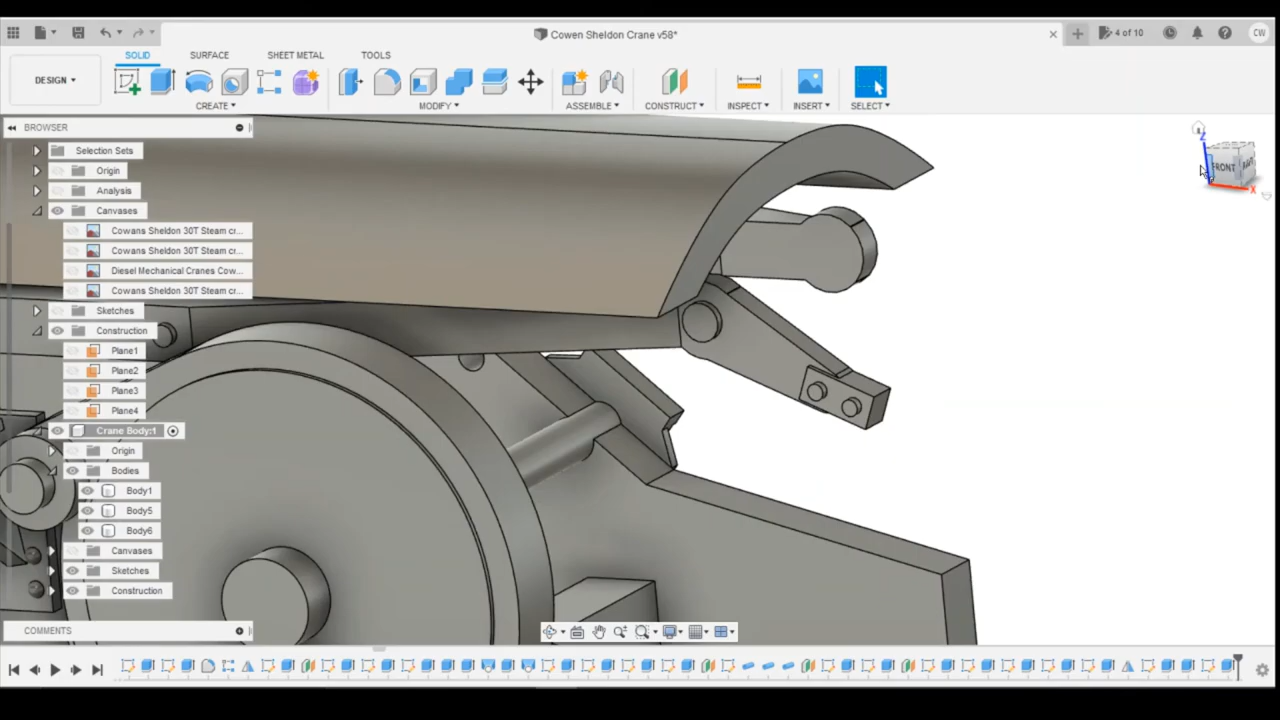 Cowen Sheldon Crane v58*
4 of 10
CW
DESIGN
SOLID
SURFACE
SHEET METAL
TOOLS
CREATE
MODIFY
ASSEMBLE
CONSTRUCT
INSPECT
INSERT
SELECT
BROWSER
Selection Sets
Origin
Analysis
Canvases
Cowans Sheldon 30T Steam cr...
Cowans Sheldon 30T Steam cr...
Diesel Mechanical Cranes Cow...
Cowans Sheldon 30T Steam cr...
Sketches
Construction
Plane1
Plane2
Plane3
Plane4
Crane Body:1
Origin
Bodies
Body1
Body5
Body6
Canvases
Sketches
Construction
COMMENTS
Z
FRONT
X